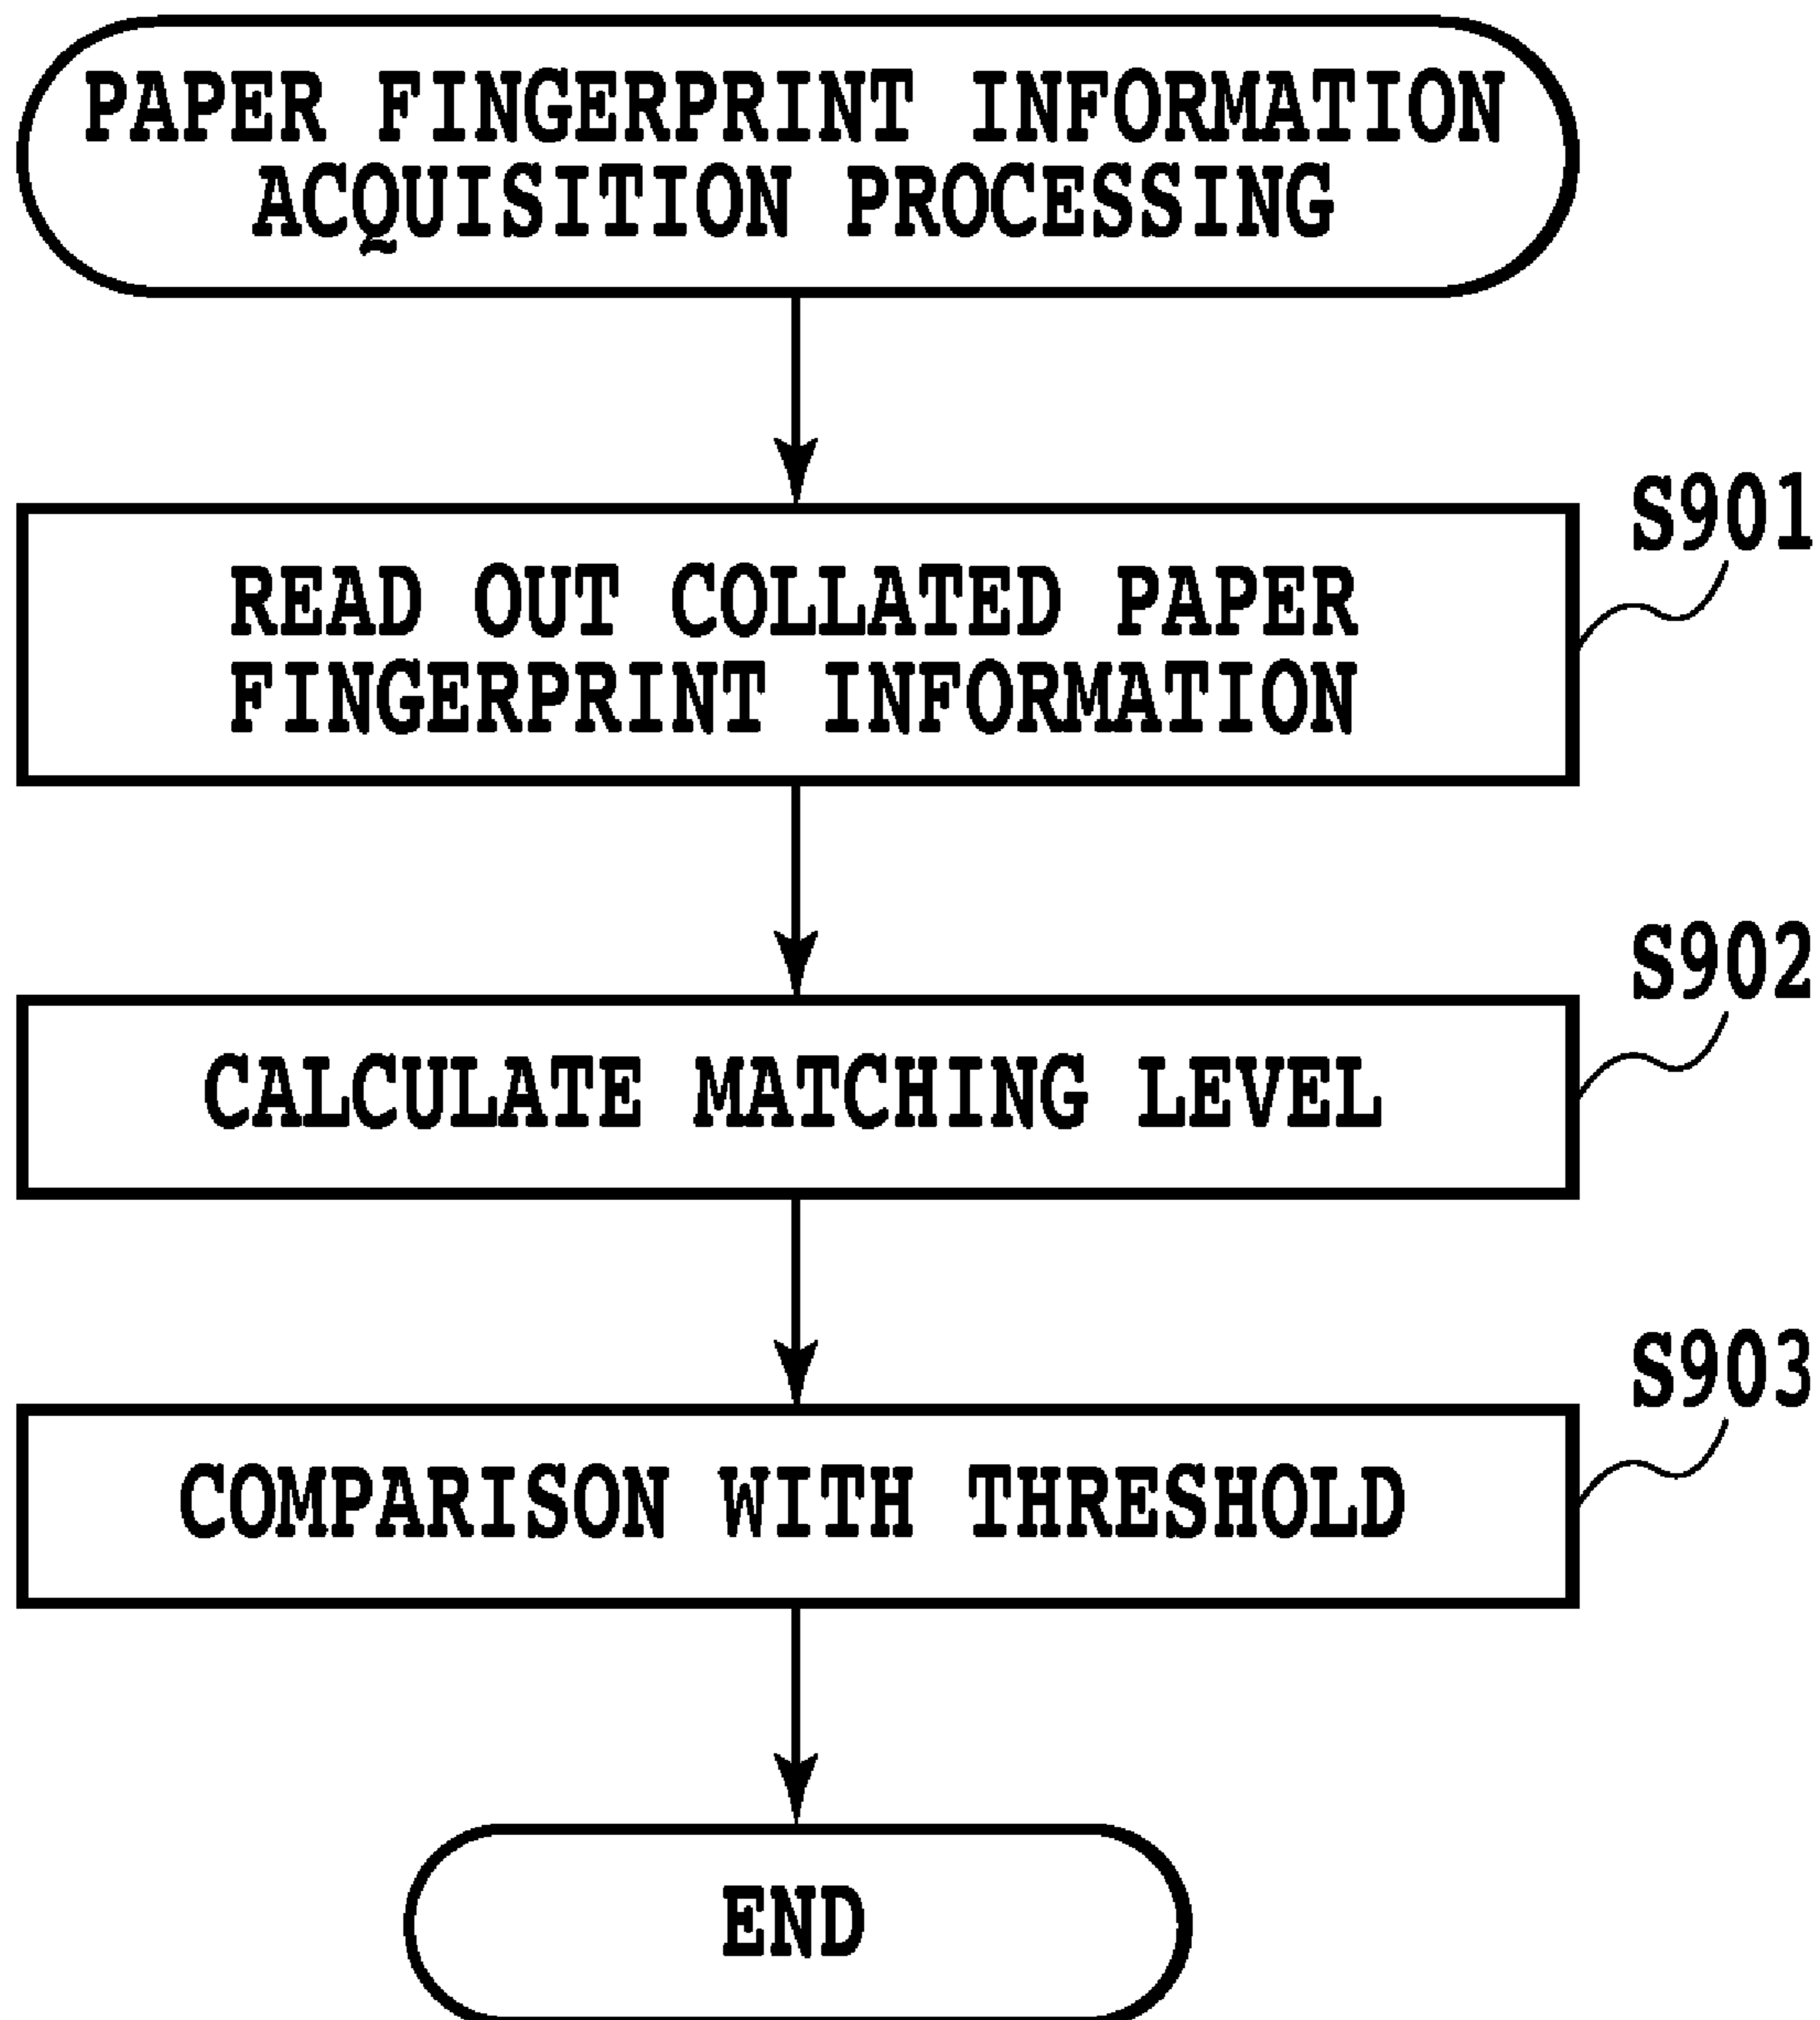 PAPER FINGERPRINT INFORMATION
ACQUISITION PROCESSING
S901
READ OUT COLLATED PAPER
FINGERPRINT INFORMATION
S902
CALCULATE MATCHING LEVEL
S903
COMPARISON WITH THRESHOLD
END